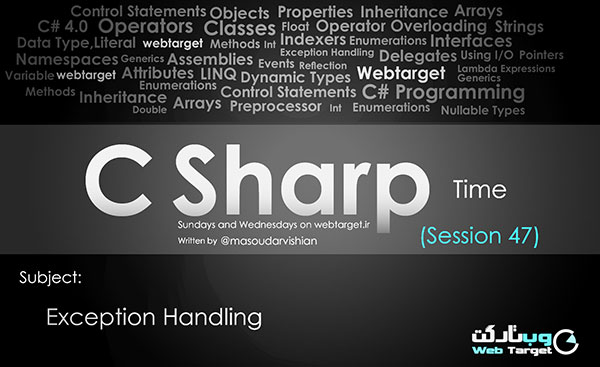 Control Statements Objects Properties Inheritance Arrays
C# 4.0 Operators Classes Float Operator Overloading Strings
Data Type,Literal webtarget Methods Int Indexers Enumerations Interfaces
Exception Handling
Namespaces Generics Assemblies Events Reflection Delegates Using I/O Pointers
Variable webtarget Attributes LINQ Dynamic Types Webtarget Lambda Expressions
Generics
Methods Enumerations Control Statements C# Programming
Inheritance Arrays Preprocessor Int Enumerations Nullable Types
Double
C Sharp Time
Sundays and Wednesdays on webtarget.ir
Written by @masoudarvishian
(Session 47)
Subject:
Exception Handling
وب‌تارگت
Web Target